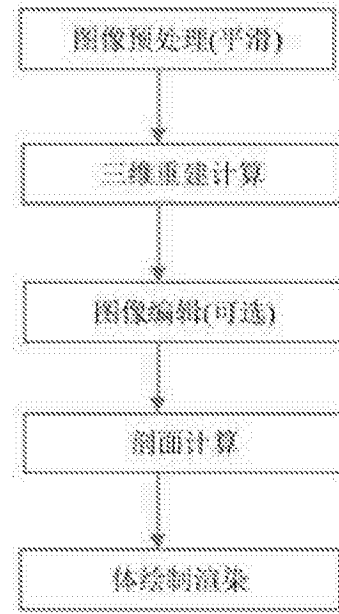 图像预处理(平滑)
三维重建计算
图像编辑(可选)
剖面计算
体绘制渲染